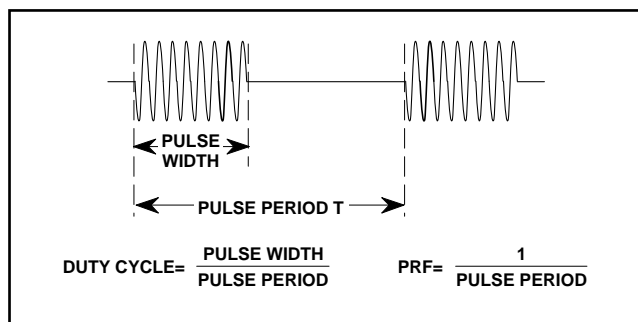 PULSE
WIDTH
PULSE PERIOD T
DUTY CYCLE= PULSE WIDTH
PULSE PERIOD
PRF= 1
PULSE PERIOD